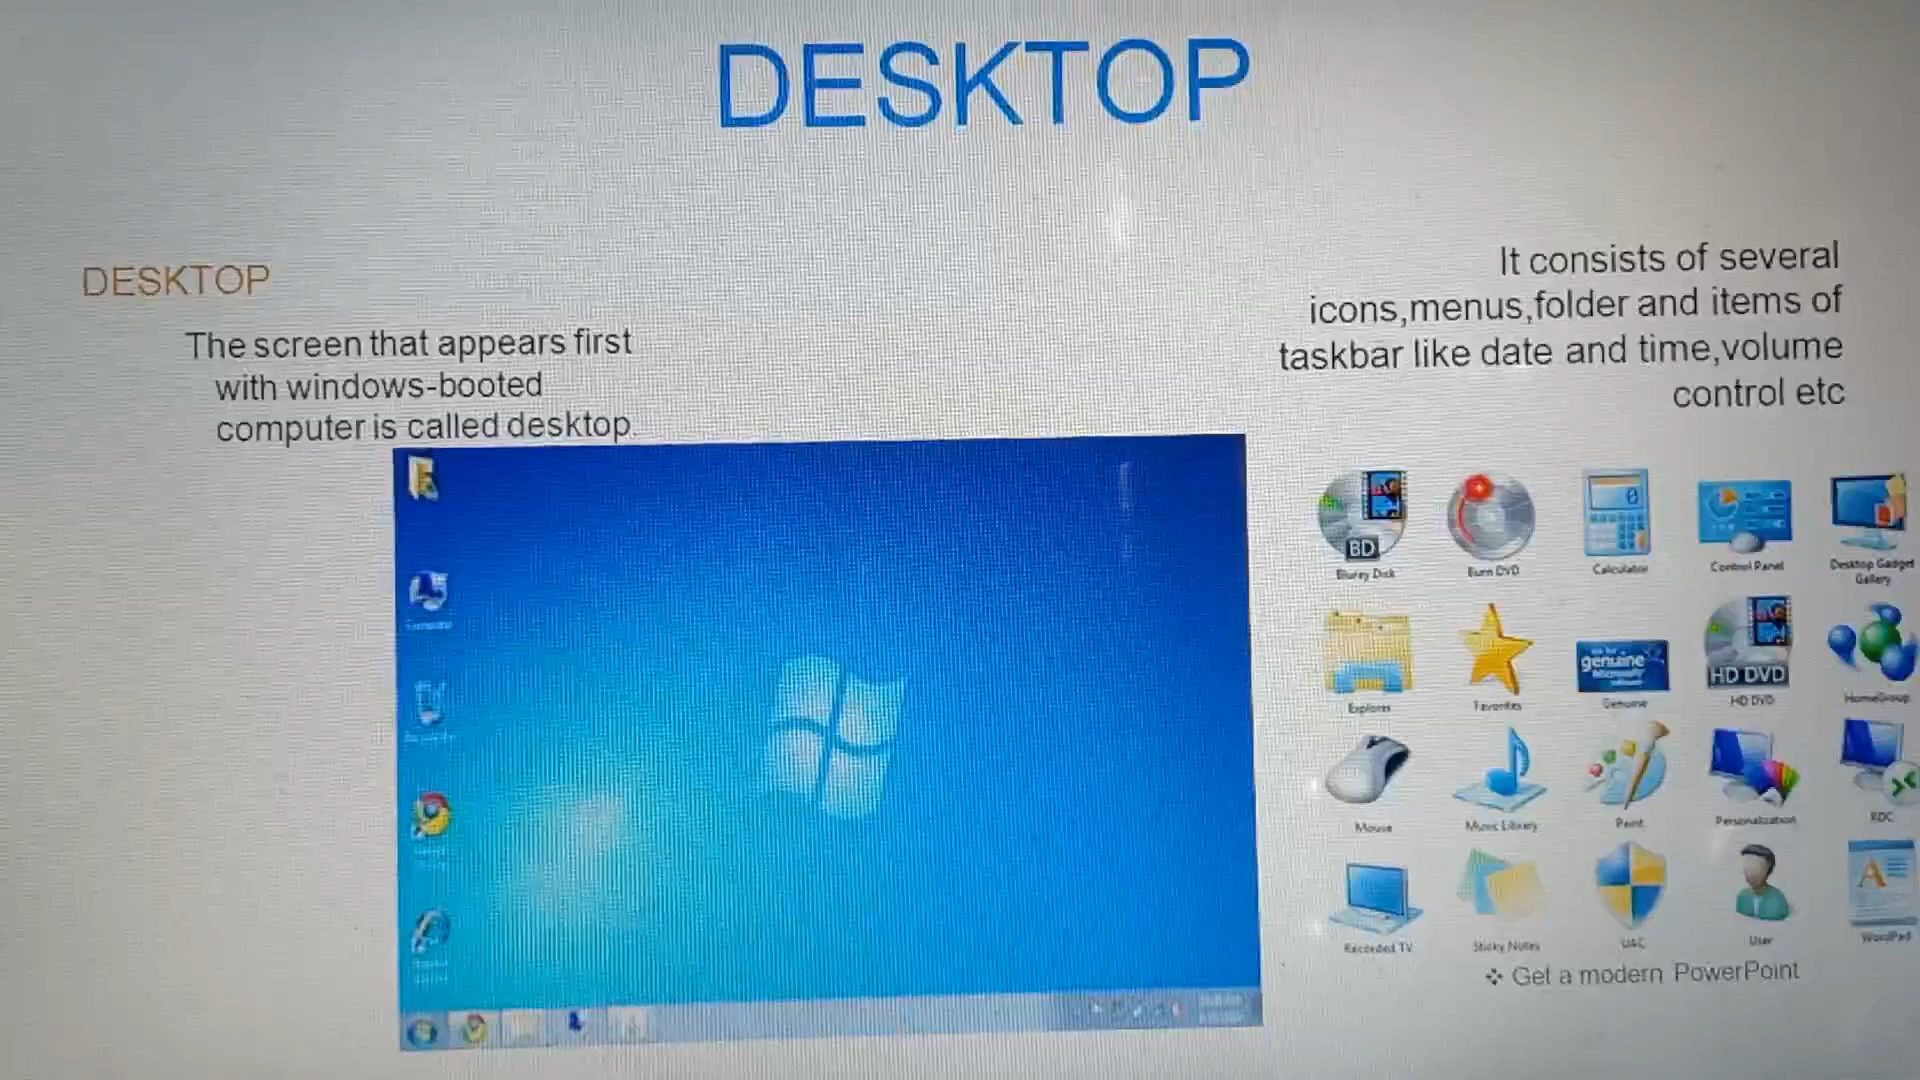 DESKTOP
DESKTOP
The screen that appears first
with windows-booted
computer is called desktop.
It consists of several
icons,menus,folder and items of
taskbar like date and time,volume
control etc
BD
Bluray Disk
Burn DVD
0
Calculator
Control Panel
Desktop Gadget
Gallery
Explorer
Favorites
genuine
Microsoft
Genuine
HD DVD
HD DVD
HomeGroup
Mouse
Music Library
Paint
Personalization
RDC
Recorded TV
Sticky Notes
UAC
User
A
WordPad
❖ Get a modern PowerPoint